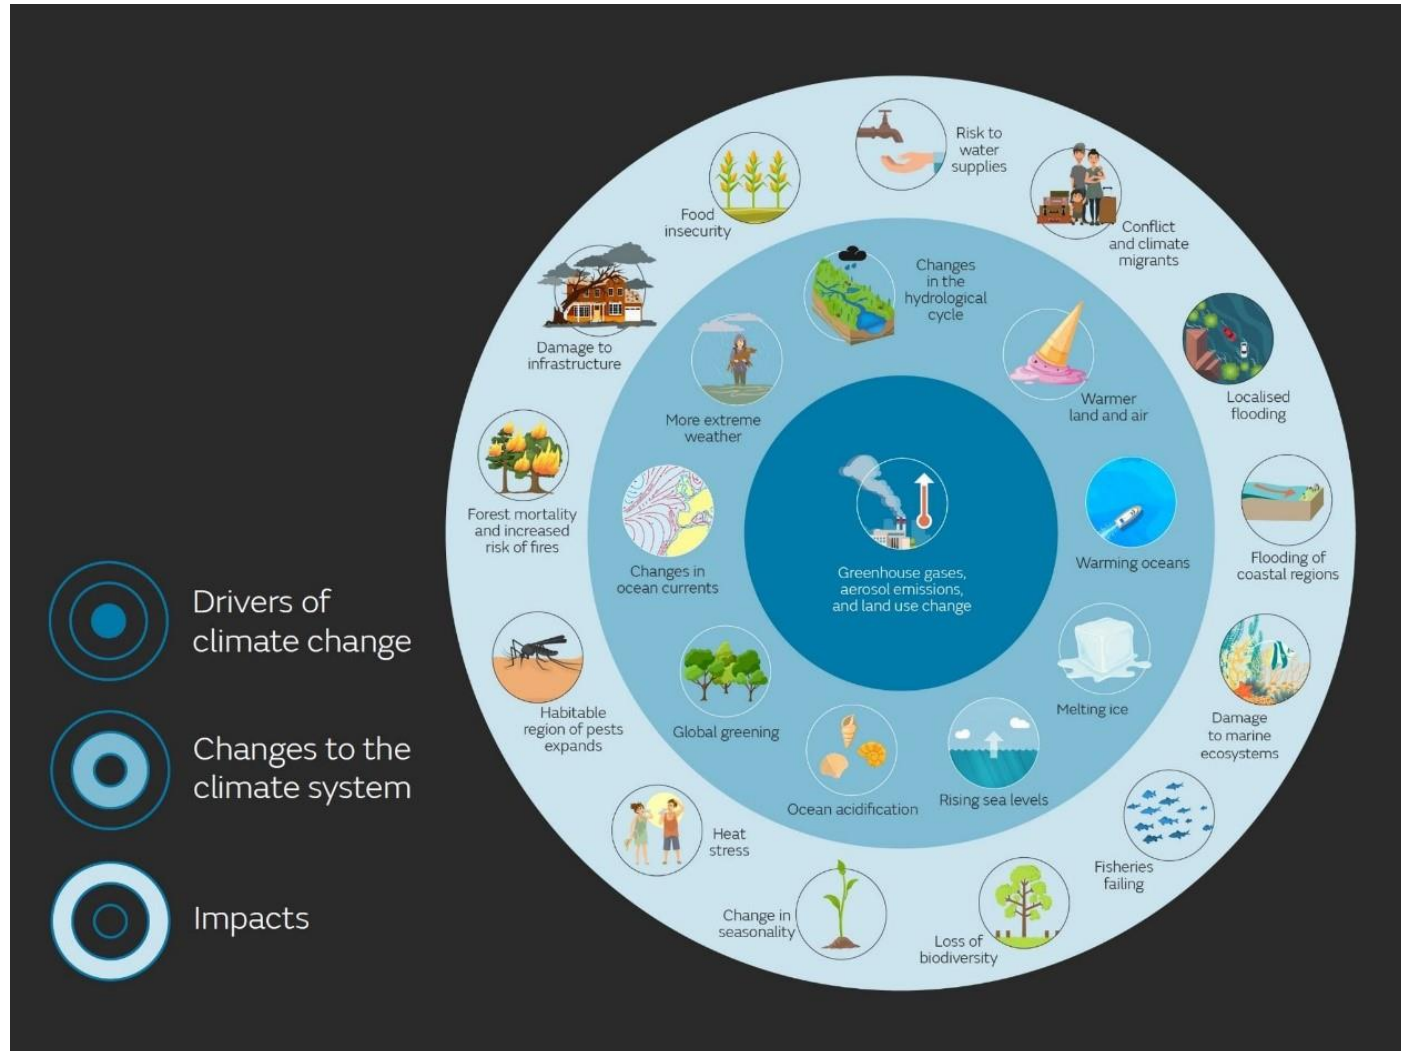 Drivers of
climate change
Changes to the
climate system
Impacts
Risk to
water
supplies
Conflict
and climate
migrants
Localised
flooding
Flooding of
coastal regions
Damage
to marine
ecosystems
Fisheries
failing
Loss of
biodiversity
Change in
seasonality
Heat
stress
Habitable
region of pests
expands
Forest mortality
and increased
risk of fires
Damage to
infrastructure
Food
insecurity
Changes
in the
hydrological
cycle
Warmer
land and air
Warming oceans
Melting ice
Rising sea levels
Ocean acidification
Global greening
Changes in
ocean currents
More extreme
weather
Greenhouse gases,
aerosol emissions,
and land use change